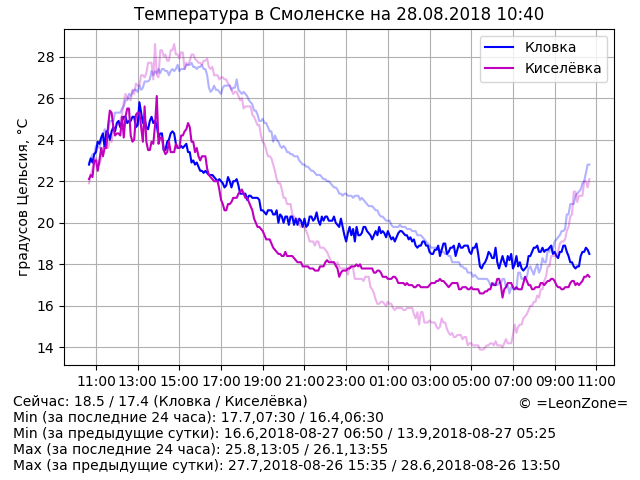 Температура в Смоленске на 28.08.2018 10:40
Кловка
Киселёвка
градусов Цельсия, °C
28
26
24
22
20
18
16
14
11:00 13:00 15:00 17:00 19:00 21:00 23:00 01:00 03:00 05:00 07:00 09:00 11:00
Сейчас: 18.5 / 17.4 (Кловка / Киселёвка)
© =LeonZone=
Min (за последние 24 часа): 17.7,07:30 / 16.4,06:30
Min (за предыдущие сутки): 16.6,2018-08-27 06:50 / 13.9,2018-08-27 05:25
Max (за последние 24 часа): 25.8,13:05 / 26.1,13:55
Max (за предыдущие сутки): 27.7,2018-08-26 15:35 / 28.6,2018-08-26 13:50